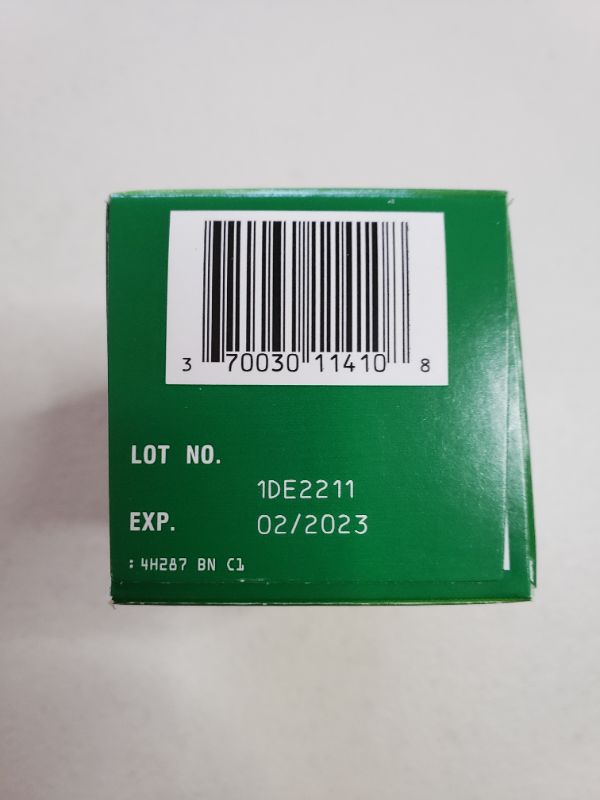 3 70030 11410 8
LOT NO.
1DE2211
EXP. 02/2023
: 4H287 BN C1